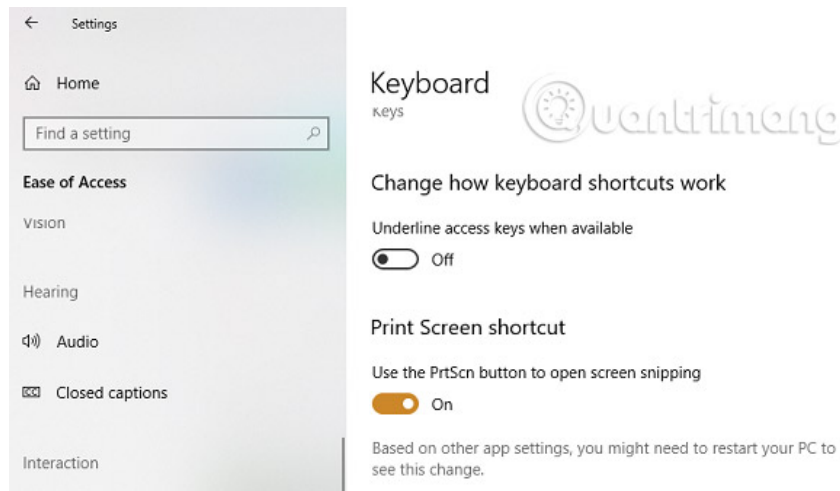 Settings
Home
Find a setting
Ease of Access
Vision
Hearing
Audio
Closed captions
Interaction
Keyboard
Keys
Quantrimang
Change how keyboard shortcuts work
Underline access keys when available
Off
Print Screen shortcut
Use the PrtScn button to open screen snipping
On
Based on other app settings, you might need to restart your PC to
see this change.